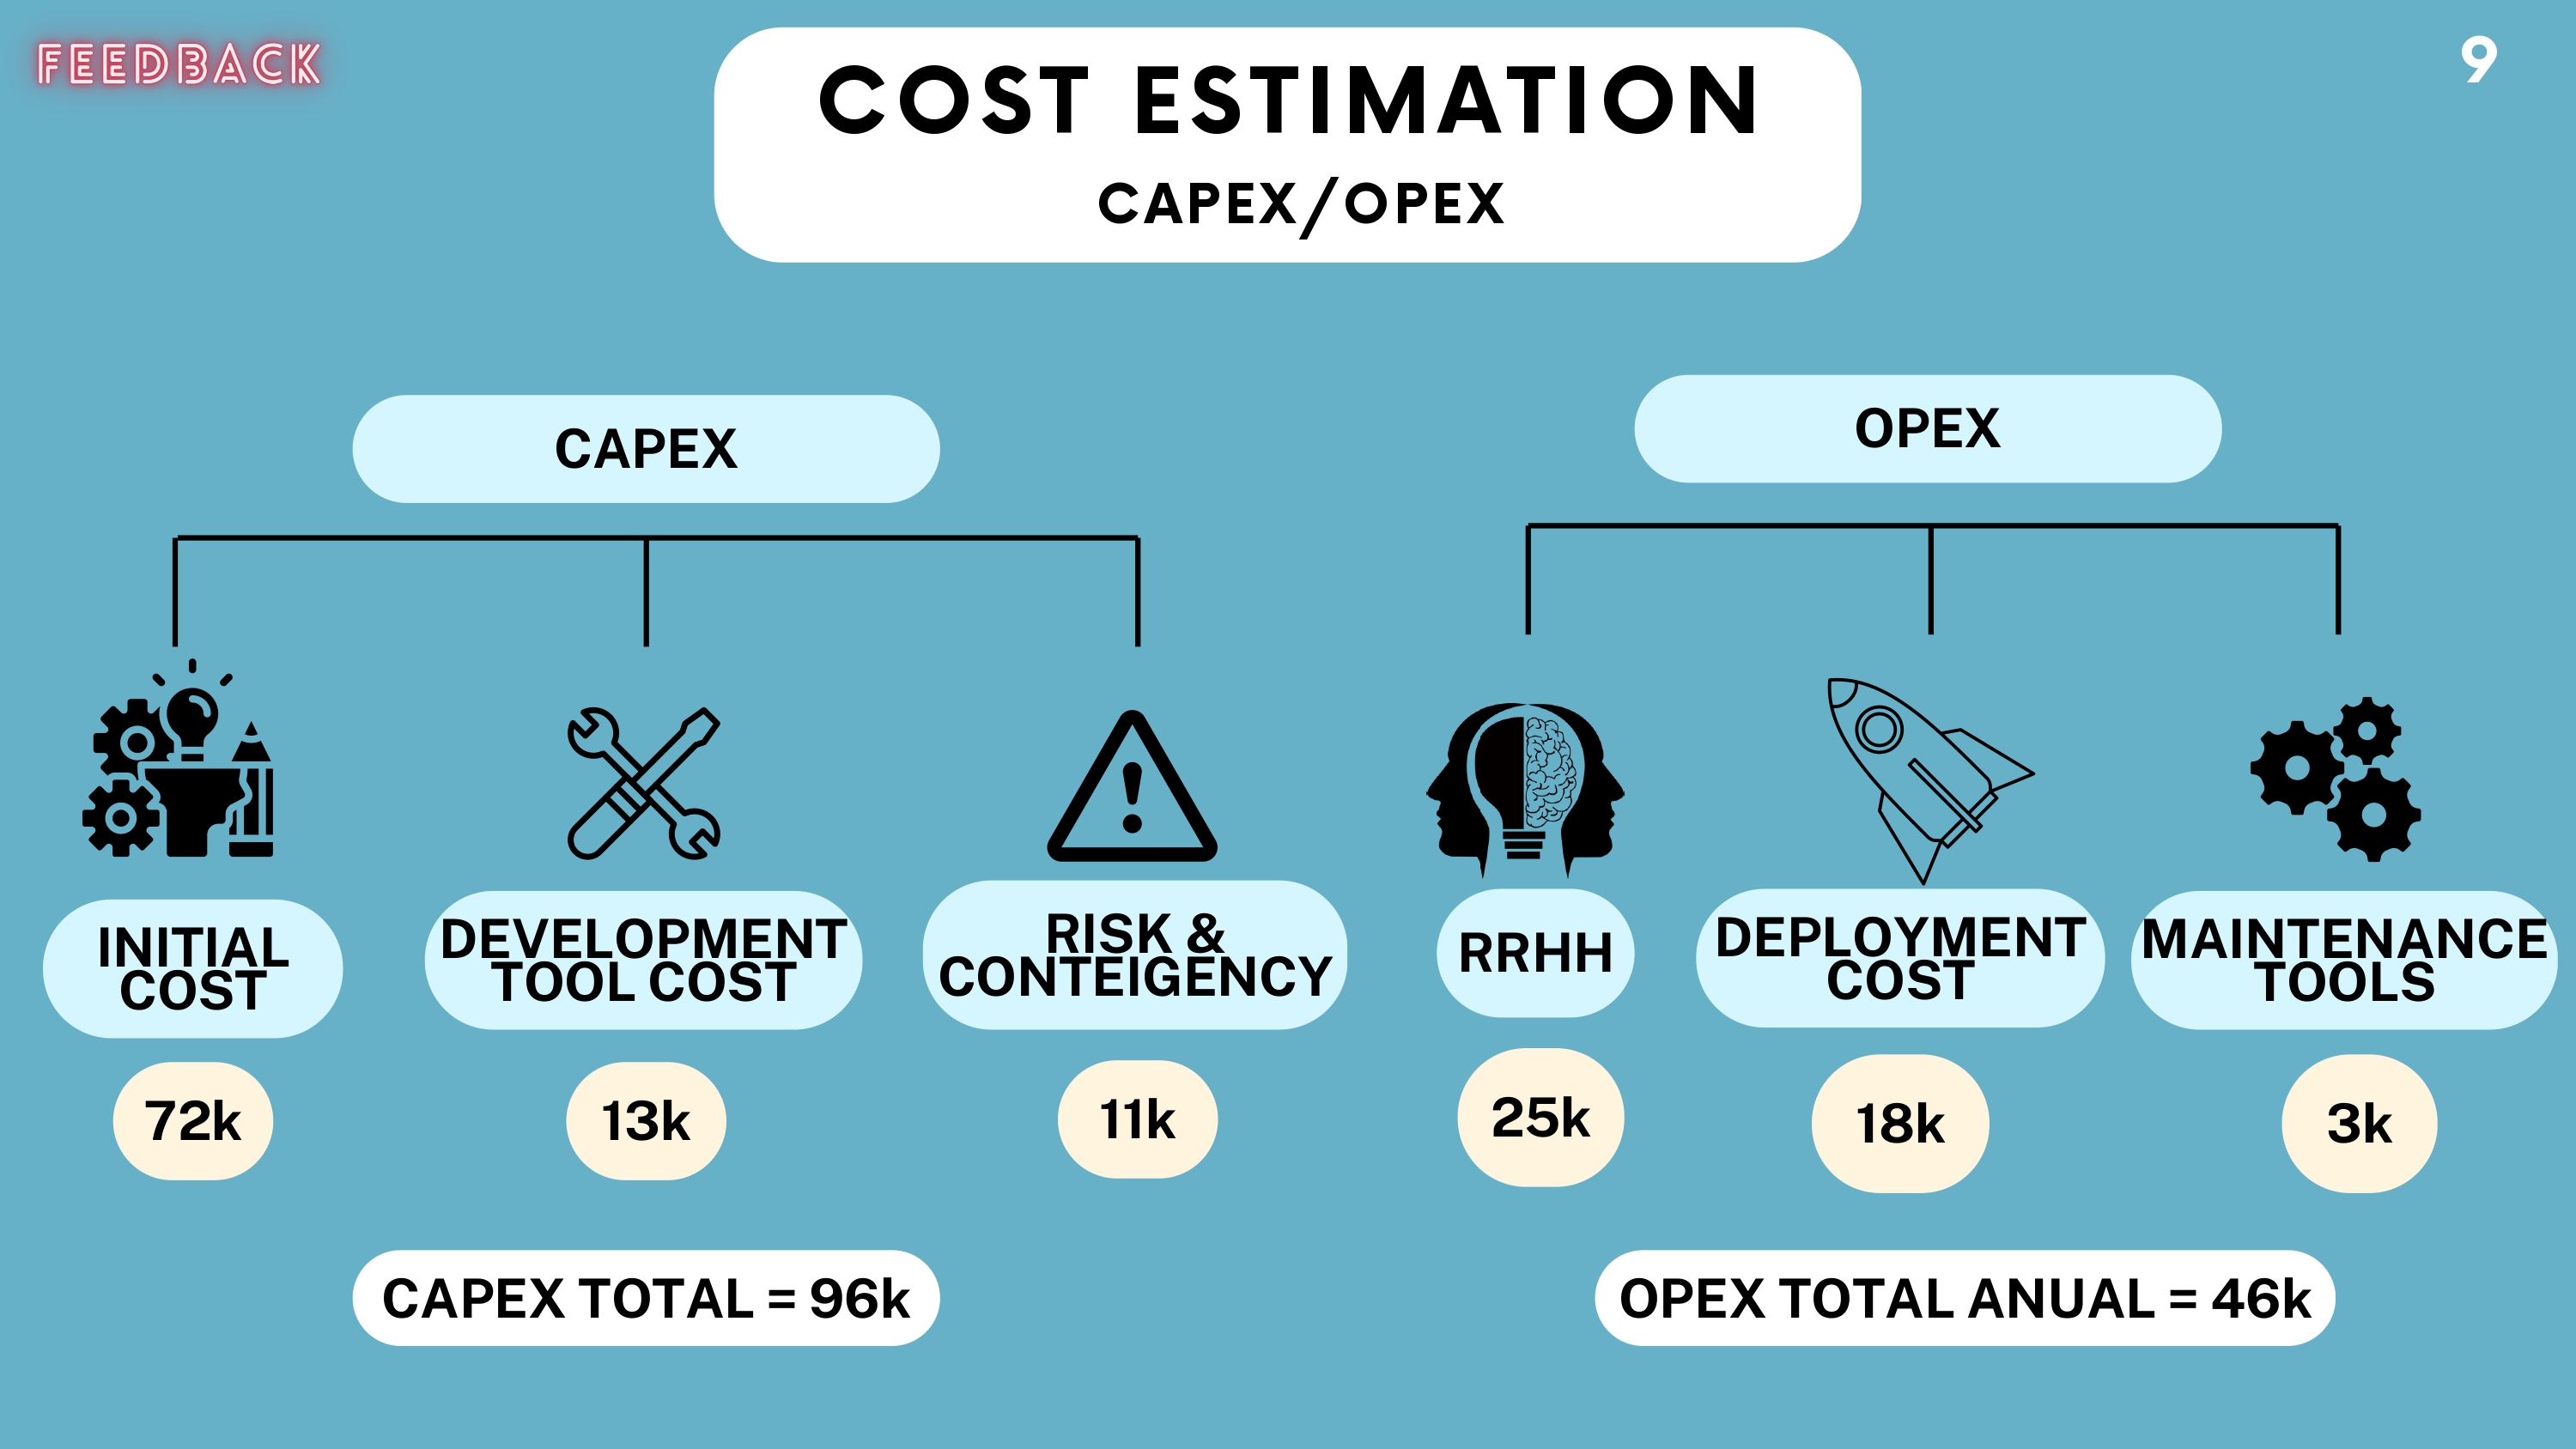 FEEDBACK
COST ESTIMATION
9
CAPEX/OPEX
CAPEX
OPEX
INITIAL
COST
72k
DEVELOPMENT
TOOL COST
13k
RISK &
CONTEIGENCY
11k
RRHH
25k
DEPLOYMENT
COST
18k
MAINTENANCE
TOOLS
3k
CAPEX TOTAL = 96k
OPEX TOTAL ANUAL = 46k